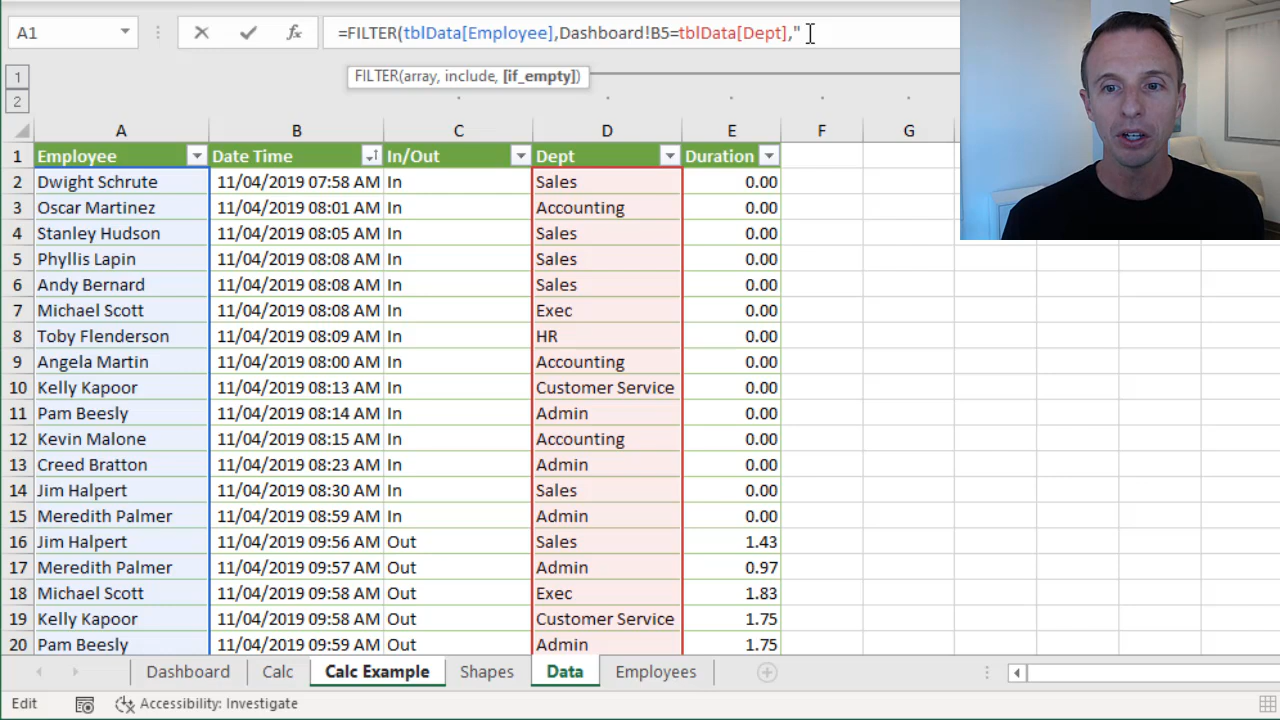 A1 =FILTER(tblData[Employee],Dashboard!B5=tblData[Dept],"
FILTER(array, include, [if_empty])
1
2
A B C D E F G
1 Employee Date Time In/Out Dept Duration
2 Dwight Schrute 11/04/2019 07:58 AM In Sales 0.00
3 Oscar Martinez 11/04/2019 08:01 AM In Accounting 0.00
4 Stanley Hudson 11/04/2019 08:05 AM In Sales 0.00
5 Phyllis Lapin 11/04/2019 08:08 AM In Sales 0.00
6 Andy Bernard 11/04/2019 08:08 AM In Sales 0.00
7 Michael Scott 11/04/2019 08:08 AM In Exec 0.00
8 Toby Flenderson 11/04/2019 08:09 AM In HR 0.00
9 Angela Martin 11/04/2019 08:00 AM In Accounting 0.00
10 Kelly Kapoor 11/04/2019 08:13 AM In Customer Service 0.00
11 Pam Beesly 11/04/2019 08:14 AM In Admin 0.00
12 Kevin Malone 11/04/2019 08:15 AM In Accounting 0.00
13 Creed Bratton 11/04/2019 08:23 AM In Admin 0.00
14 Jim Halpert 11/04/2019 08:30 AM In Sales 0.00
15 Meredith Palmer 11/04/2019 08:59 AM In Admin 0.00
16 Jim Halpert 11/04/2019 09:56 AM Out Sales 1.43
17 Meredith Palmer 11/04/2019 09:57 AM Out Admin 0.97
18 Michael Scott 11/04/2019 09:58 AM Out Exec 1.83
19 Kelly Kapoor 11/04/2019 09:58 AM Out Customer Service 1.75
20 Pam Beesly 11/04/2019 09:59 AM Out Admin 1.75
Dashboard Calc Calc Example Shapes Data Employees
Edit Accessibility: Investigate